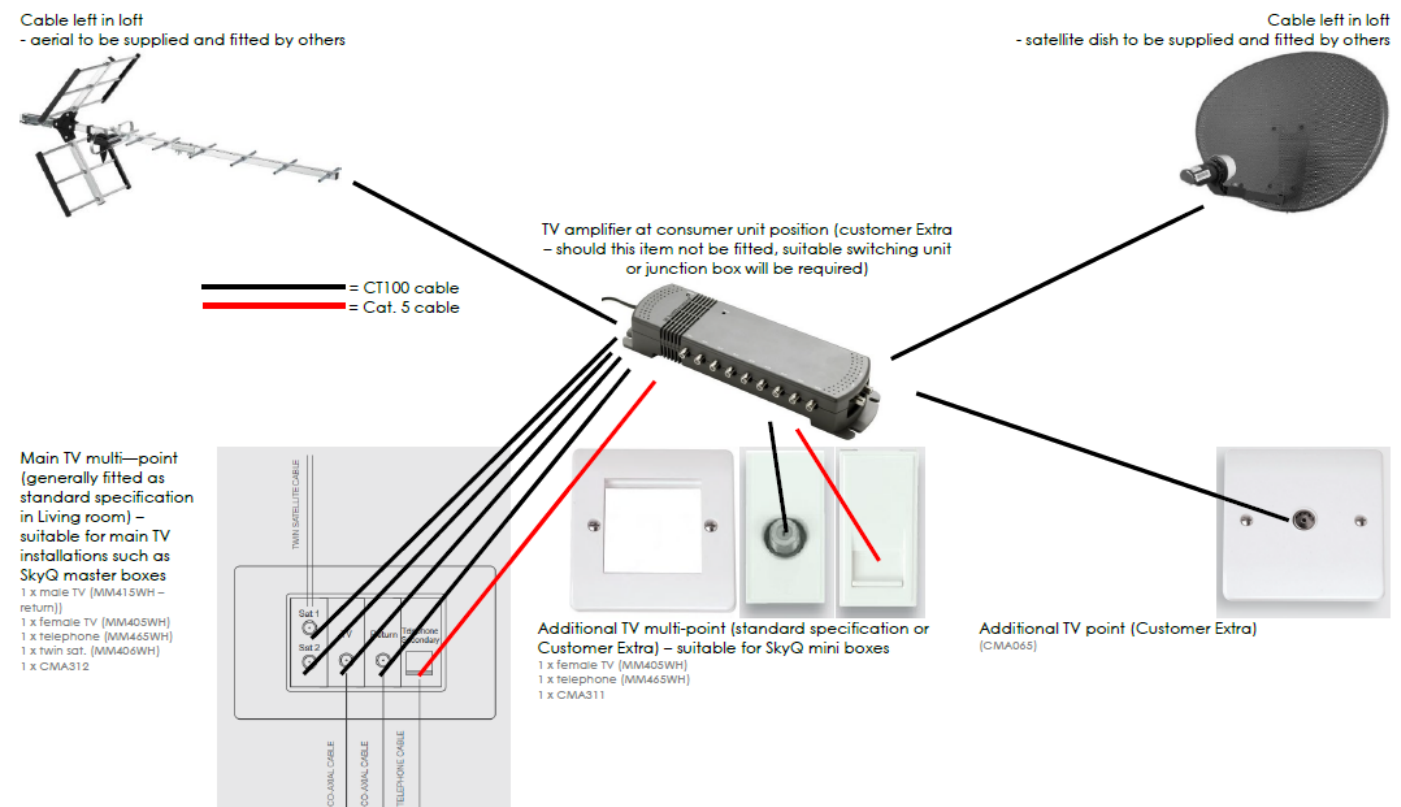 Cable left in loft
- aerial to be supplied and fitted by others
Cable left in loft
- satellite dish to be supplied and fitted by others
TV amplifier at consumer unit position (customer Extra
– should this item not be fitted, suitable switching unit
or junction box will be required)
= CT100 cable
= Cat. 5 cable
Main TV multi—point
(generally fitted as
standard specification
in Living room) –
suitable for main TV
installations such as
SkyQ master boxes
1 x male TV (MM415WH –
return))
1 x female TV (MM405WH)
1 x telephone (MM465WH)
1 x twin sat. (MM406WH)
1 x CMA312
TWIN SATELLITE CABLE
Sat 1
Sat 2
TV
Return
Telephone
Secondary
CO-AXIAL CABLE
CO-AXIAL CABLE
TELEPHONE CABLE
Additional TV multi-point (standard specification or
Customer Extra) – suitable for SkyQ mini boxes
1 x female TV (MM405WH)
1 x telephone (MM465WH)
1 x CMA311
Additional TV point (Customer Extra)
(CMA065)